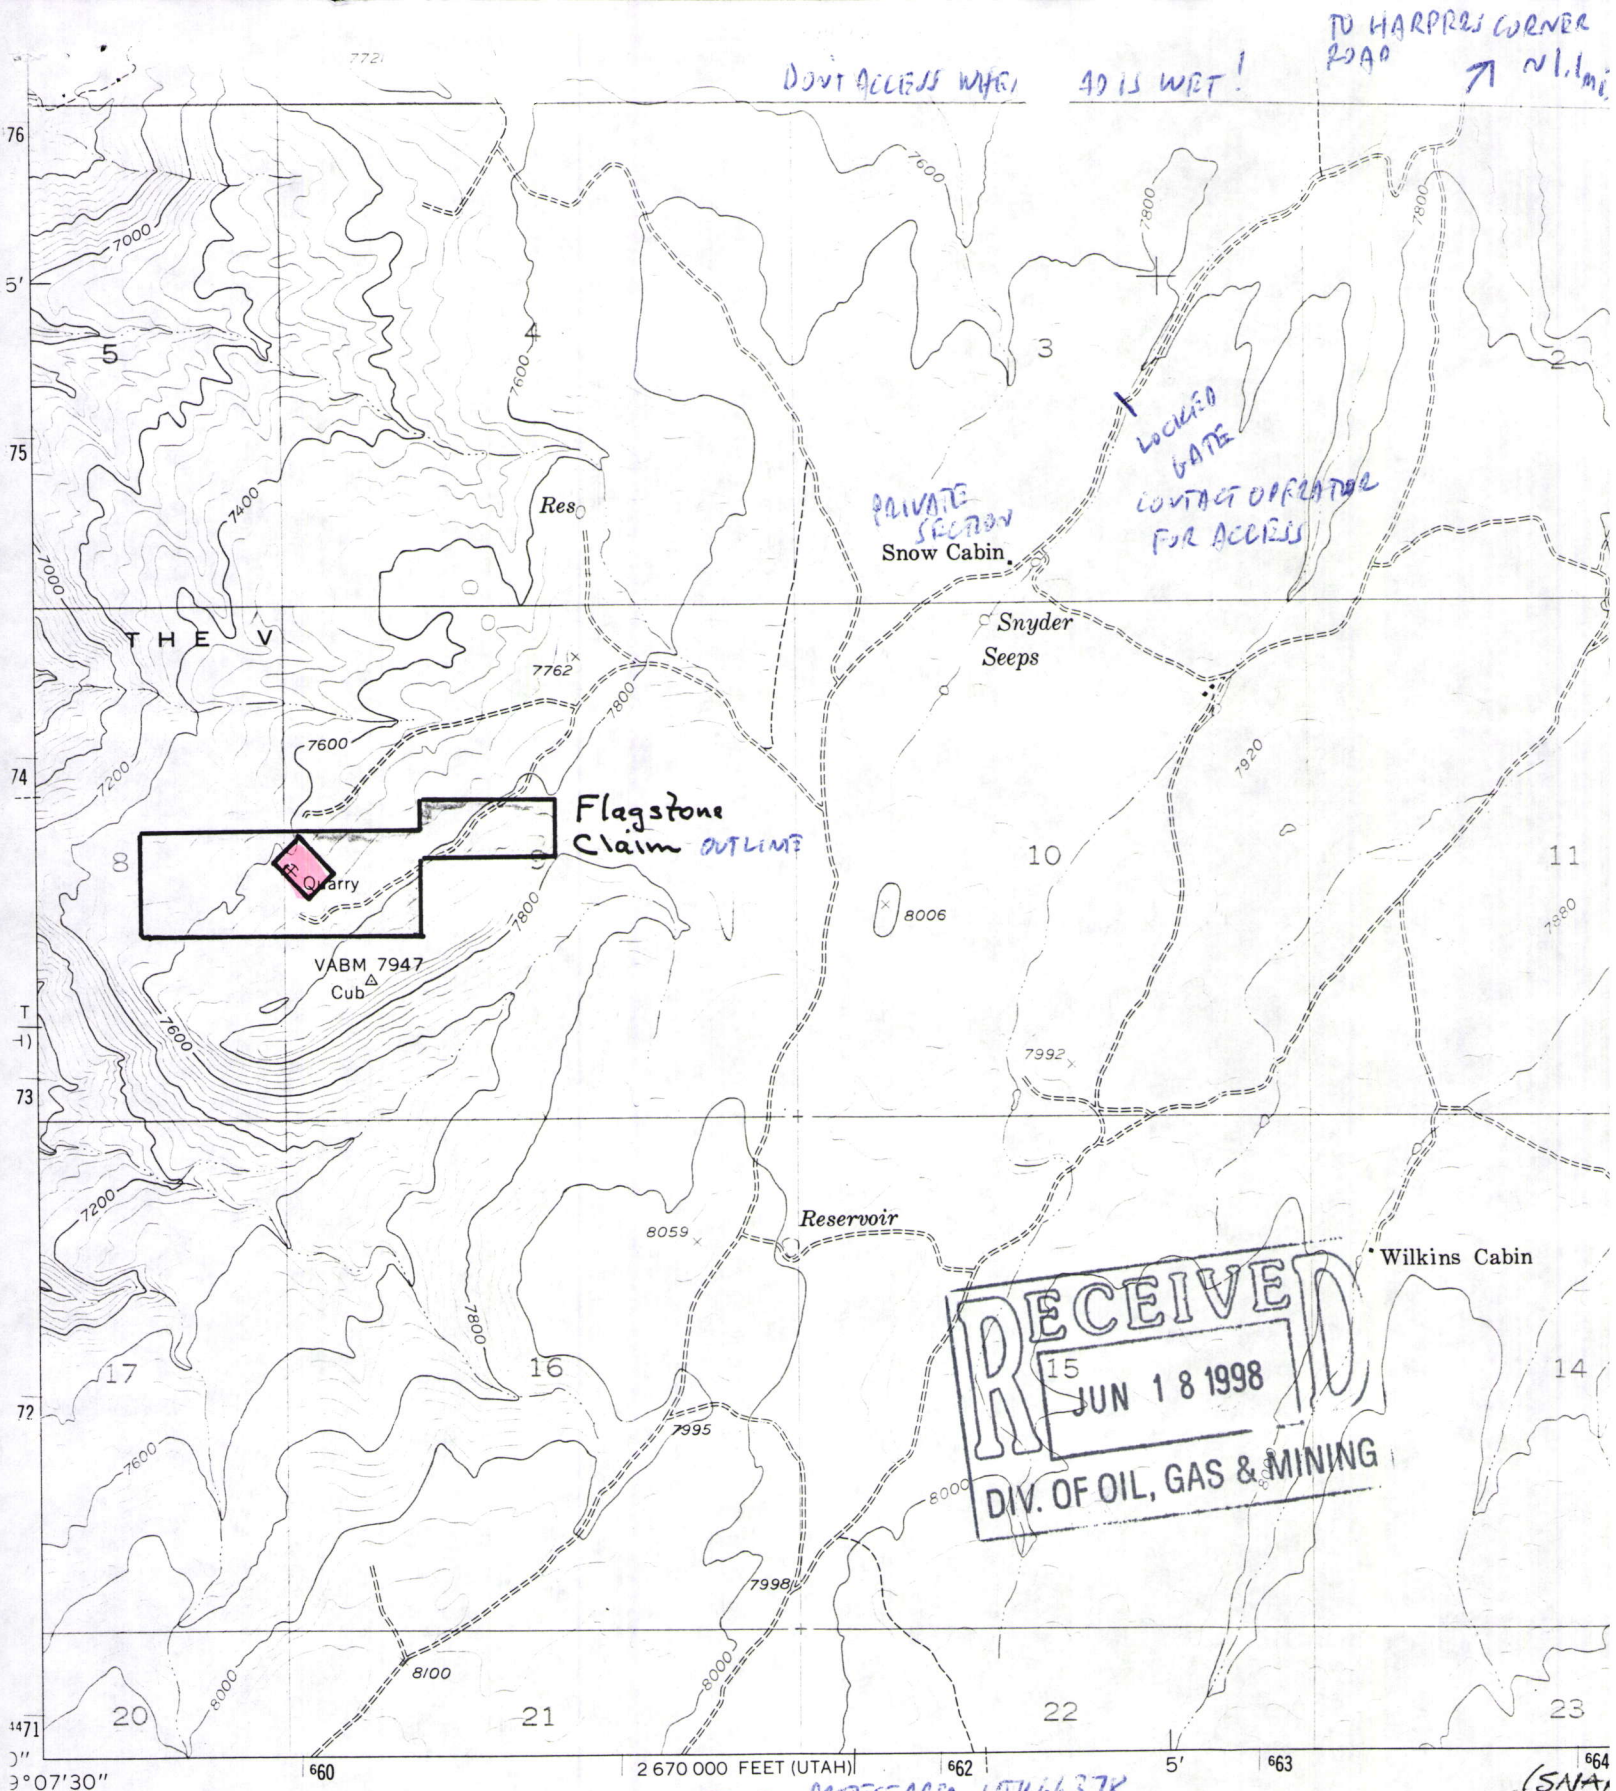 TO HARPERS CORNER
ROAD
~1.1mi.
7721
DONT ACCESS WHEN AD IS WET!
76
7600
7800
7800
7000
5'
5
4
3
2
7600
LOCKED
GATE
75
7400
Res
PRIVATE
SECTION
CONTACT OPERATOR
FOR ACCESS
Snow Cabin
7000
THE V
Snyder
Seeps
7762
7800
7600
7920
74
7200
Flagstone
Claim OUTLINE
8
9
10
11
Quarry
7800
8006
7880
VABM 7947
Cub
T
7600
7992
73
7200
8059
Reservoir
Wilkins Cabin
RECEIVED
7800
17
16
15
14
JUN 18 1998
72
7995
7600
DIV. OF OIL, GAS & MINING
8000
7998
8100
8000
8000
20
21
22
23
4471
660
2 670 000 FEET (UTAH)
662
5'
663
664
9°07'30"